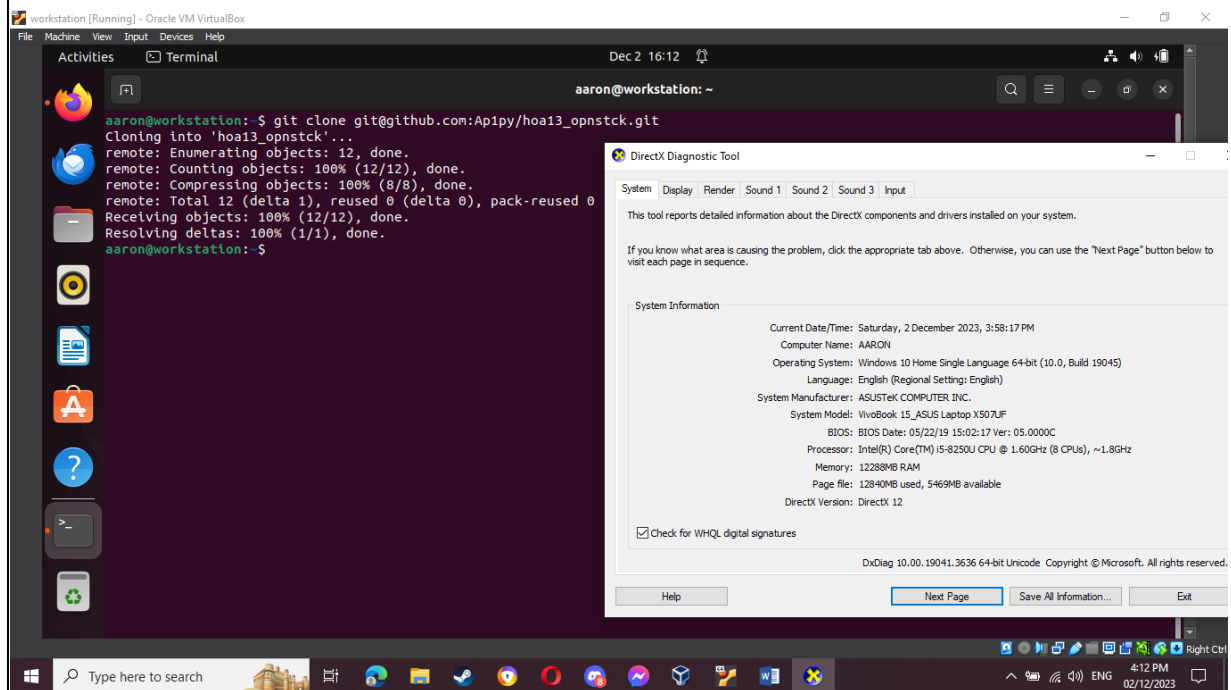 workstation [Running] - Oracle VM VirtualBox
File Machine View Input Devices Help
Activities Terminal Dec 2 16:12
aaron@workstation: ~
aaron@workstation:~$ git clone git@github.com:Ap1py/hoa13_opnstck.git
Cloning into 'hoa13_opnstck'...
remote: Enumerating objects: 12, done.
remote: Counting objects: 100% (12/12), done.
remote: Compressing objects: 100% (8/8), done.
remote: Total 12 (delta 1), reused 0 (delta 0), pack-reused 0
Receiving objects: 100% (12/12), done.
Resolving deltas: 100% (1/1), done.
aaron@workstation:~$
DirectX Diagnostic Tool
System Display Render Sound 1 Sound 2 Sound 3 Input
This tool reports detailed information about the DirectX components and drivers installed on your system.
If you know what area is causing the problem, click the appropriate tab above. Otherwise, you can use the "Next Page" button below to
visit each page in sequence.
System Information
Current Date/Time: Saturday, 2 December 2023, 3:58:17 PM
Computer Name: AARON
Operating System: Windows 10 Home Single Language 64-bit (10.0, Build 19045)
Language: English (Regional Setting: English)
System Manufacturer: ASUSTeK COMPUTER INC.
System Model: VivoBook 15_ASUS Laptop X507UF
BIOS: BIOS Date: 05/22/19 15:02:17 Ver: 05.0000C
Processor: Intel(R) Core(TM) i5-8250U CPU @ 1.60GHz (8 CPUs), ~1.8GHz
Memory: 12288MB RAM
Page file: 12840MB used, 5469MB available
DirectX Version: DirectX 12
Check for WHQL digital signatures
DxDiag 10.00.19041.3636 64-bit Unicode Copyright © Microsoft. All rights reserved.
Help Next Page Save All Information... Exit
Right Ctrl
Type here to search
ENG
4:12 PM
02/12/2023